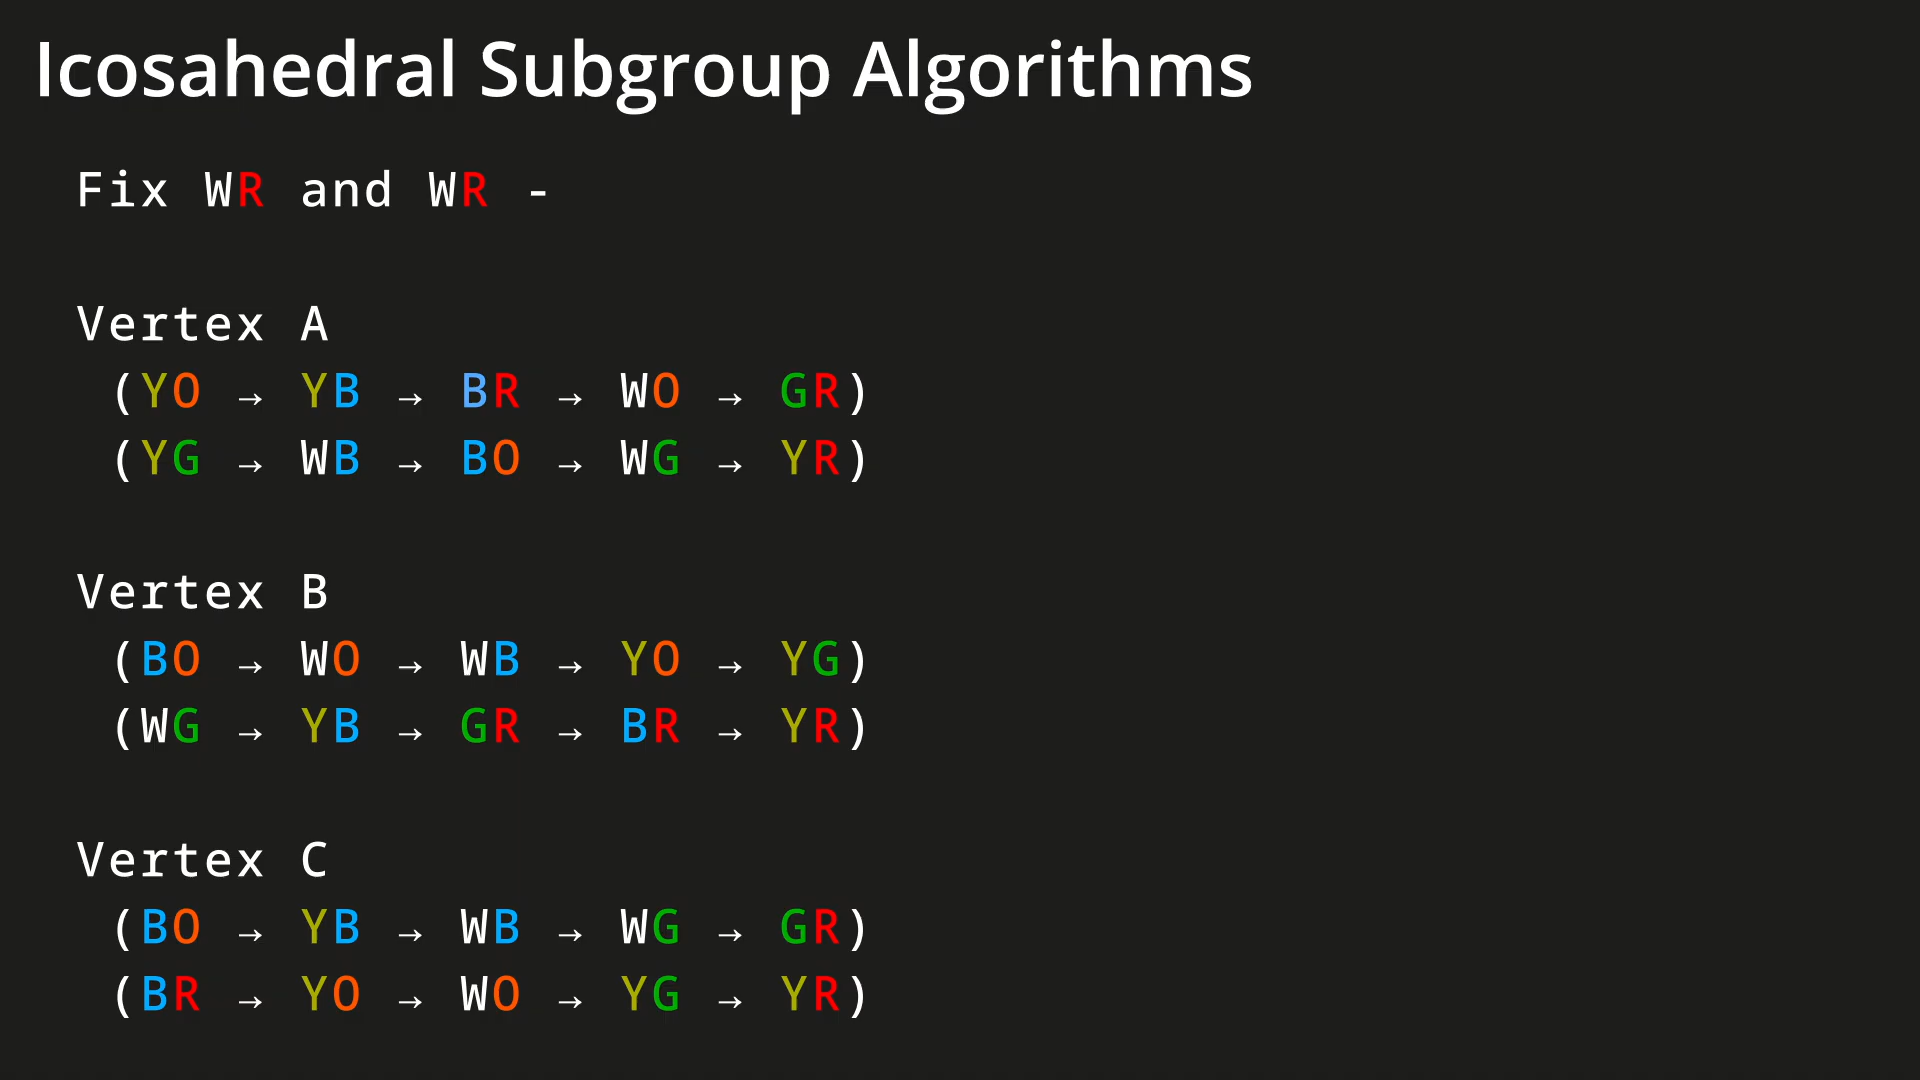 Icosahedral Subgroup Algorithms
Fix WR and WR -
Vertex A
(YO → YB → BR → WO → GR)
(YG → WB → BO → WG → YR)
Vertex B
(BO → WO → WB → YO → YG)
(WG → YB → GR → BR → YR)
Vertex C
(BO → YB → WB → WG → GR)
(BR → YO → WO → YG → YR)